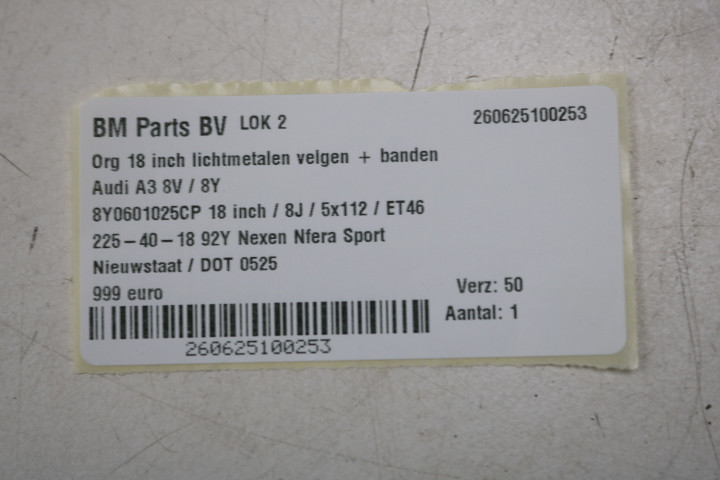 BM Parts BV LOK 2 260625100253
Org 18 inch lichtmetalen velgen + banden
Audi A3 8V / 8Y
8Y0601025CP 18 inch / 8J / 5x112 / ET46
225-40-18 92Y Nexen Nfera Sport
Nieuwstaat / DOT 0525
999 euro Verz: 50
Aantal: 1
260625100253